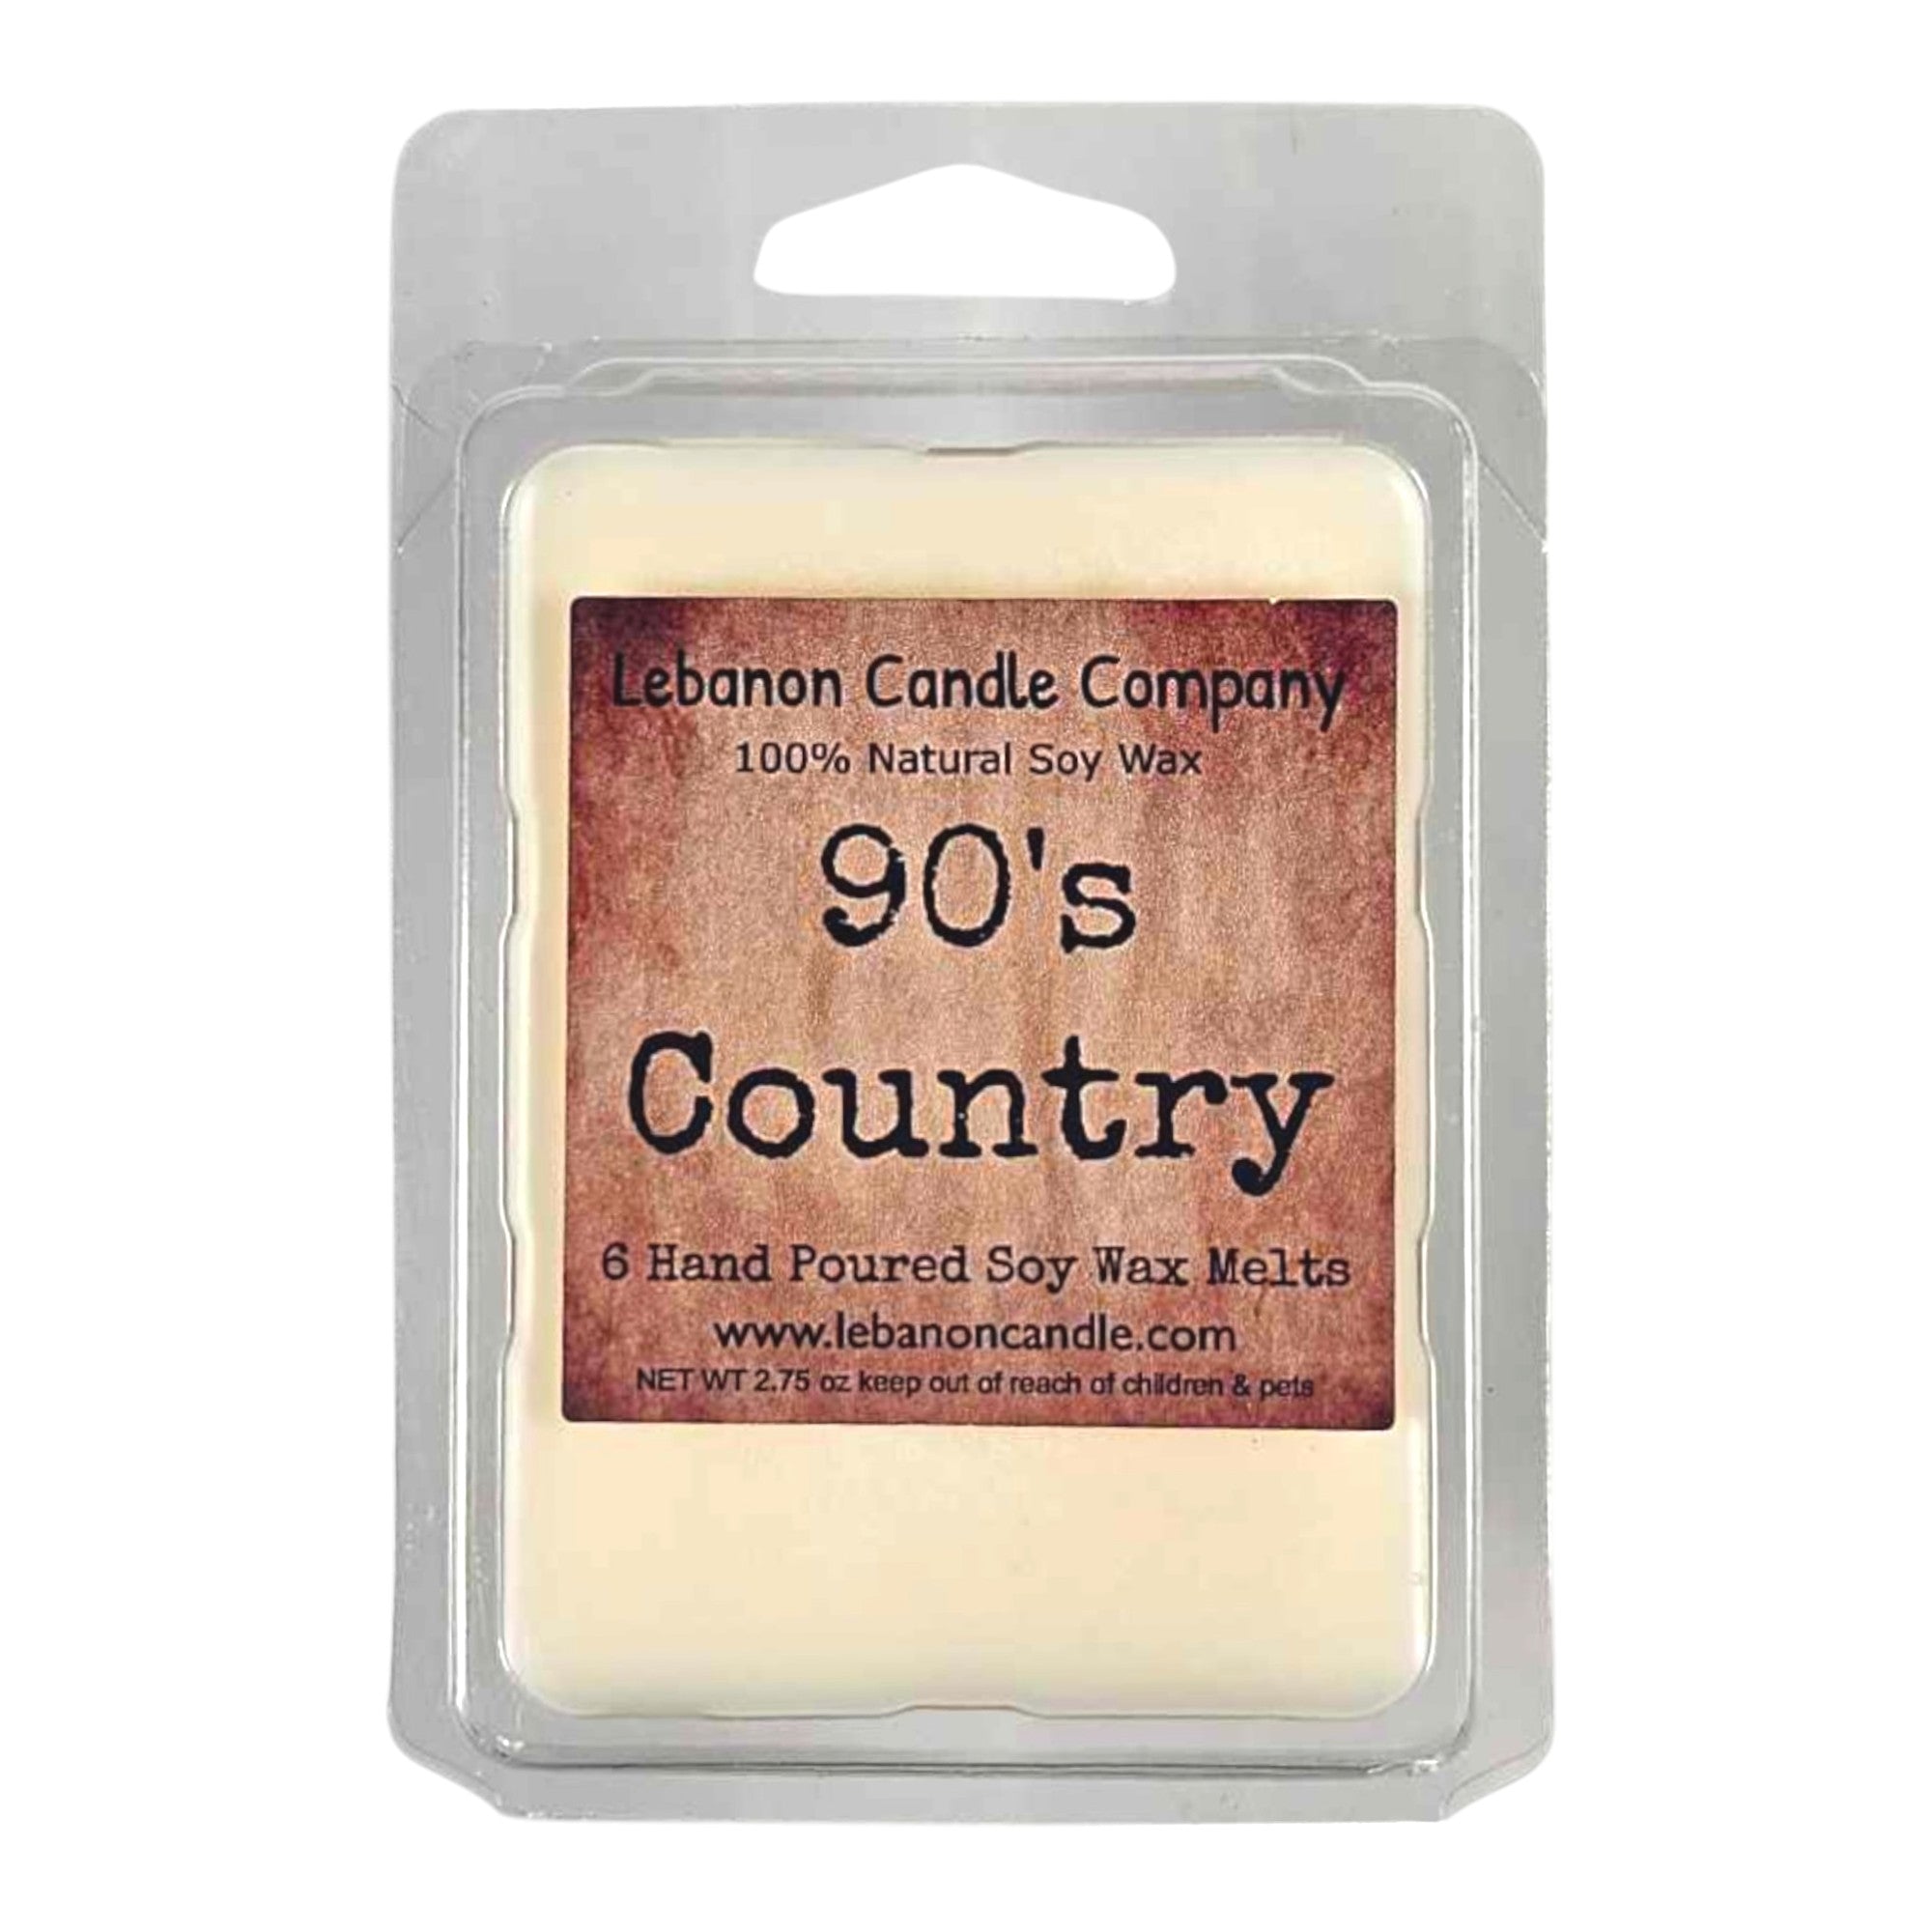 Lebanon Candle Company
100% Natural Soy Wax
90's
Country
6 Hand Poured Soy Wax Melts
www.lebanoncandle.com
NET WT 2.75 oz keep out of reach of children & pets